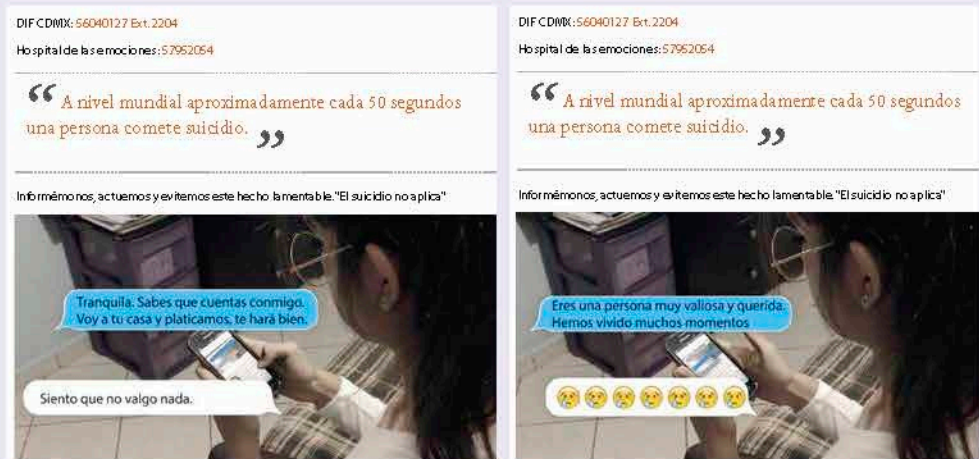 DIF CDMX: 56040127 Ext. 2204
Hospital de las emociones: 57952054
“ A nivel mundial aproximadamente cada 50 segundos
una persona comete suicidio. ”
Informémonos, actuemos y evitemos este hecho lamentable. "El suicidio no aplica"
Tranquila. Sabes que cuentas conmigo.
Voy a tu casa y platicamos, te hará bien.
Siento que no valgo nada.
DIF CDMX: 56040127 Ext. 2204
Hospital de las emociones: 57952054
“ A nivel mundial aproximadamente cada 50 segundos
una persona comete suicidio. ”
Informémonos, actuemos y evitemos este hecho lamentable. "El suicidio no aplica"
Eres una persona muy valiosa y querida.
Hemos vivido muchos momentos